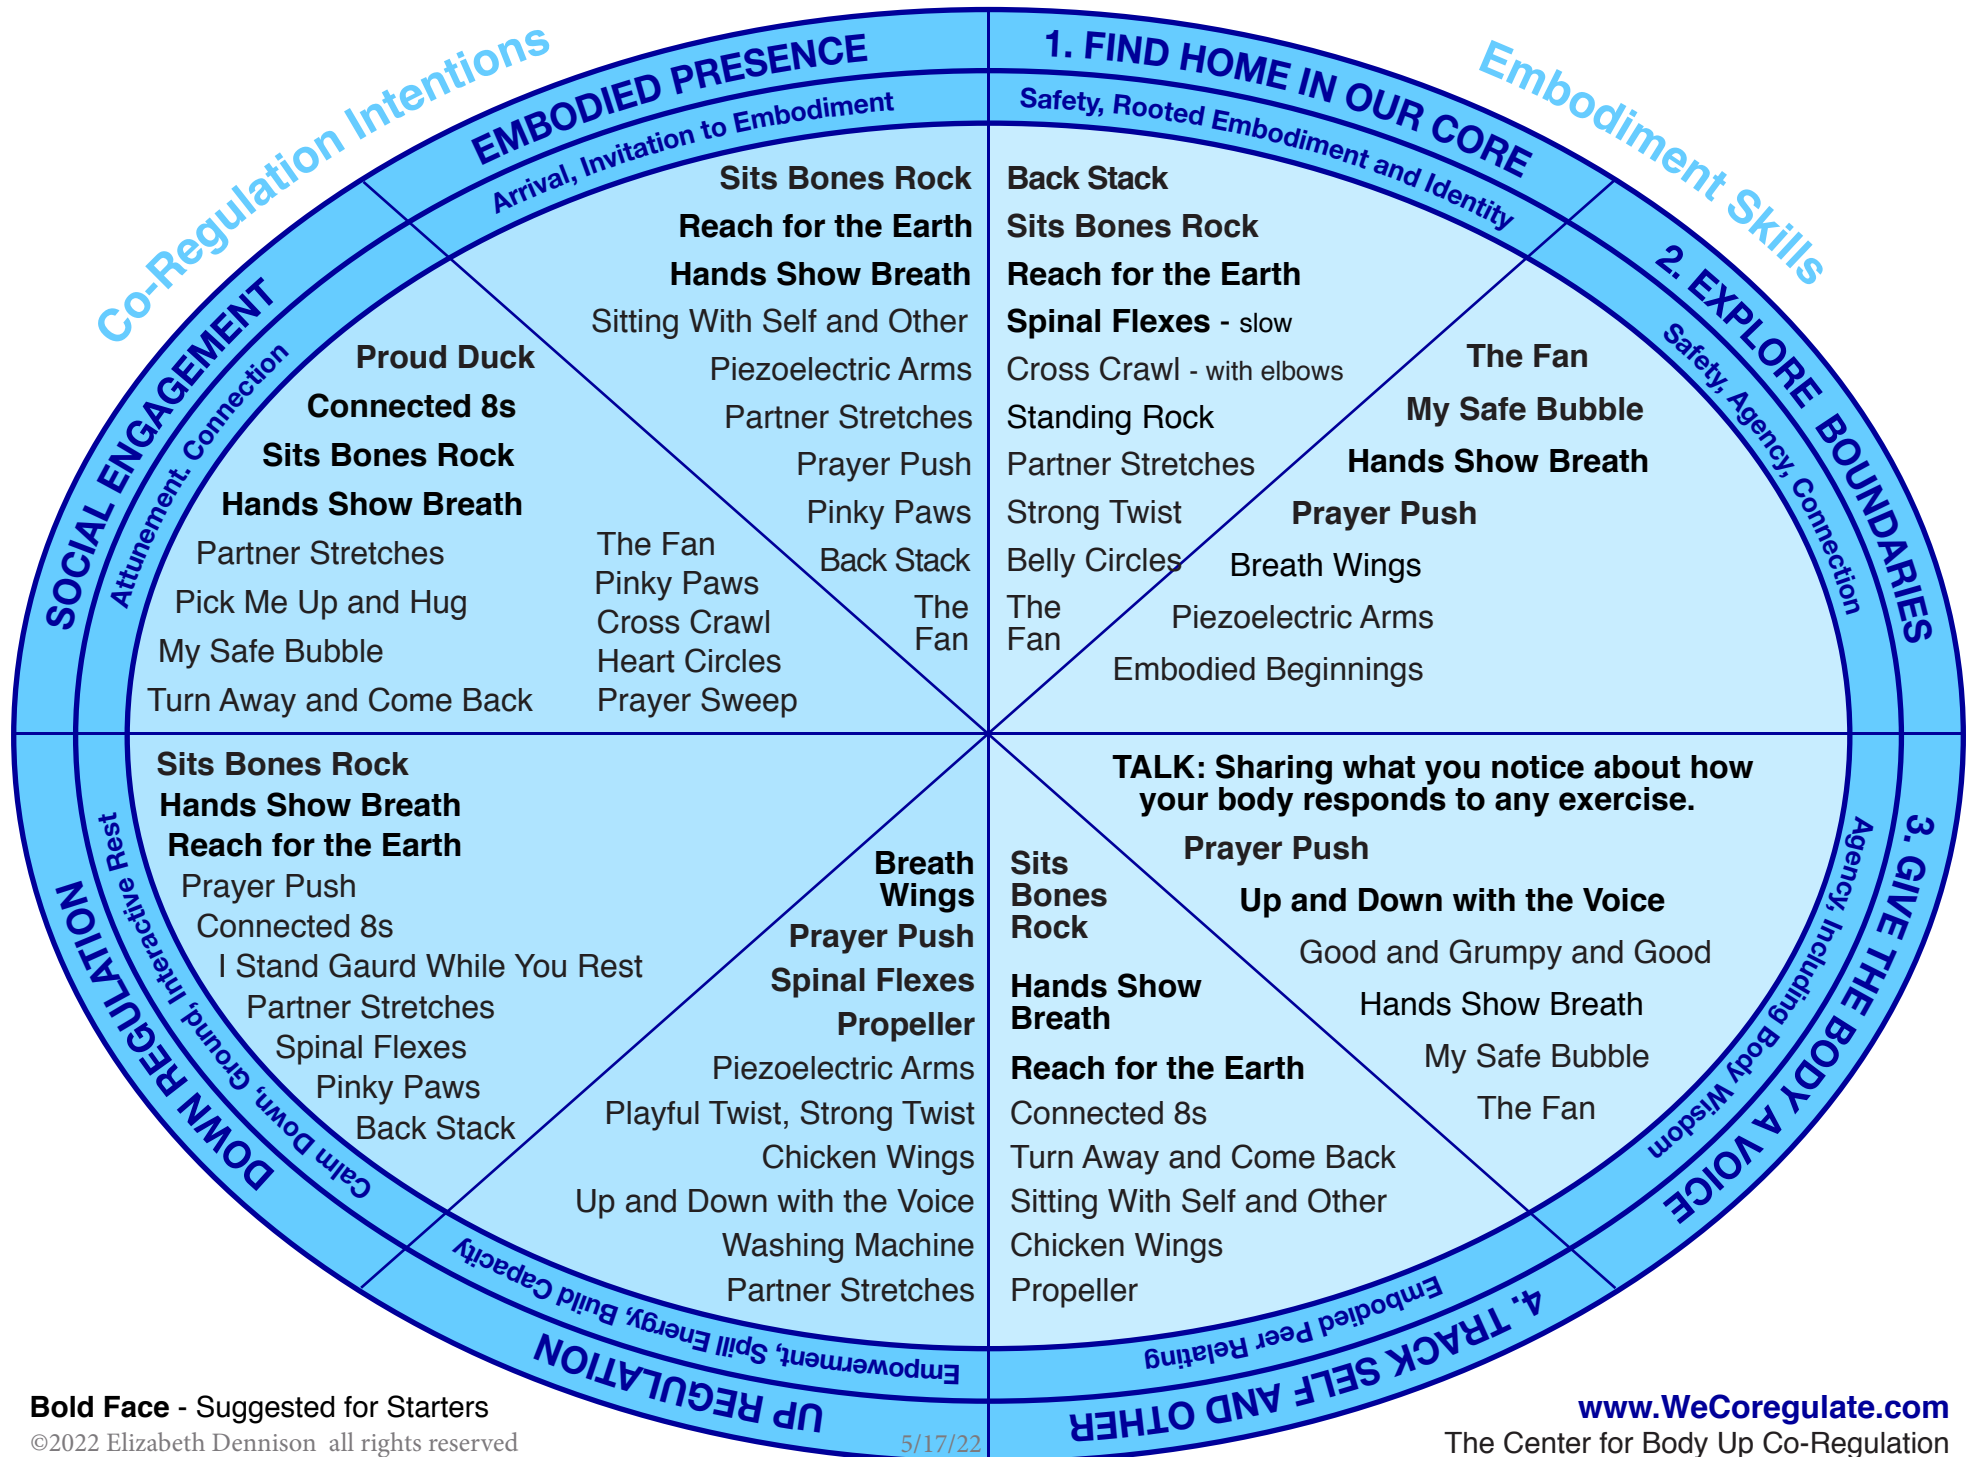 Co-Regulation Intentions
Embodiment Skills
EMBODIED PRESENCE
Arrival, Invitation to Embodiment
Sits Bones Rock
Reach for the Earth
Hands Show Breath
Sitting With Self and Other
Piezoelectric Arms
Partner Stretches
Prayer Push
Pinky Paws
Back Stack
The
Fan
1. FIND HOME IN OUR CORE
Safety, Rooted Embodiment and Identity
Back Stack
Sits Bones Rock
Reach for the Earth
Spinal Flexes - slow
Cross Crawl - with elbows
Standing Rock
Partner Stretches
Strong Twist
Belly Circles
The
Fan
2. EXPLORE BOUNDARIES
Safety, Agency, Connection
The Fan
My Safe Bubble
Hands Show Breath
Prayer Push
Breath Wings
Piezoelectric Arms
Embodied Beginnings
3. GIVE THE BODY A VOICE
Agency, Including Body Wisdom
TALK: Sharing what you notice about how
your body responds to any exercise.
Prayer Push
Up and Down with the Voice
Good and Grumpy and Good
Hands Show Breath
My Safe Bubble
The Fan
4. TRACK SELF AND OTHER
Embodied Peer Relating
Sits
Bones
Rock
Hands Show
Breath
Reach for the Earth
Connected 8s
Turn Away and Come Back
Sitting With Self and Other
Chicken Wings
Propeller
UP REGULATION
Empowerment, Spill Energy, Build Capacity
Breath
Wings
Prayer Push
Spinal Flexes
Propeller
Piezoelectric Arms
Playful Twist, Strong Twist
Chicken Wings
Up and Down with the Voice
Washing Machine
Partner Stretches
DOWN REGULATION
Calm Down, Ground, Interactive Rest
Sits Bones Rock
Hands Show Breath
Reach for the Earth
Prayer Push
Connected 8s
I Stand Gaurd While You Rest
Partner Stretches
Spinal Flexes
Pinky Paws
Back Stack
SOCIAL ENGAGEMENT
Attunement. Connection
Proud Duck
Connected 8s
Sits Bones Rock
Hands Show Breath
Partner Stretches
Pick Me Up and Hug
My Safe Bubble
Turn Away and Come Back
The Fan
Pinky Paws
Cross Crawl
Heart Circles
Prayer Sweep
Bold Face - Suggested for Starters
©2022 Elizabeth Dennison all rights reserved
5/17/22
www.WeCoregulate.com
The Center for Body Up Co-Regulation